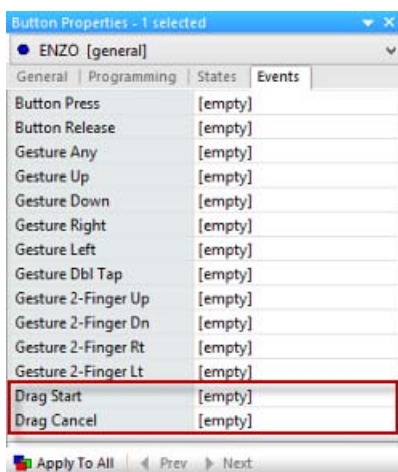 Button Properties - 1 selected
ENZO [general]
General | Programming | States | Events
Button Press [empty]
Button Release [empty]
Gesture Any [empty]
Gesture Up [empty]
Gesture Down [empty]
Gesture Right [empty]
Gesture Left [empty]
Gesture Dbl Tap [empty]
Gesture 2-Finger Up [empty]
Gesture 2-Finger Dn [empty]
Gesture 2-Finger Rt [empty]
Gesture 2-Finger Lt [empty]
Drag Start [empty]
Drag Cancel [empty]
Apply To All Prev Next